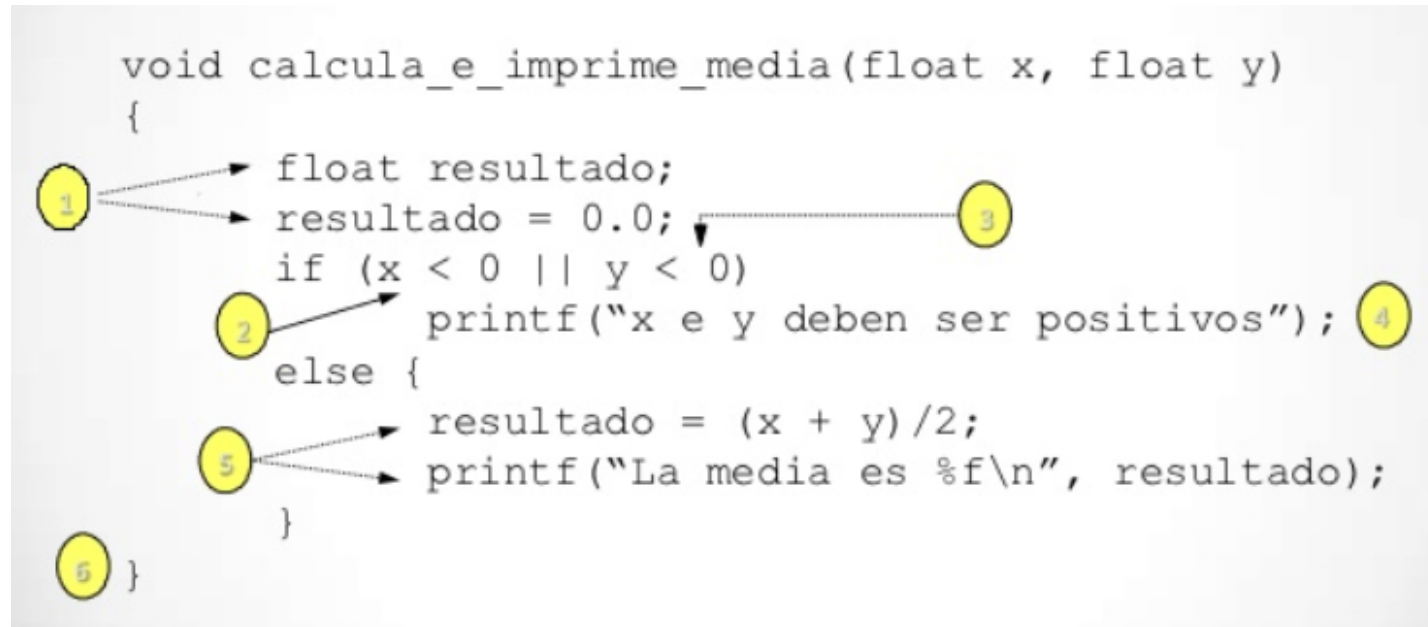 void calcula_e_imprime_media(float x, float y)
{
1 float resultado;
resultado = 0.0; 3
if (x < 0 || y < 0)
2 printf(“x e y deben ser positivos”); 4
else {
resultado = (x + y)/2;
5 printf(“La media es %f\n”, resultado);
}
6 }